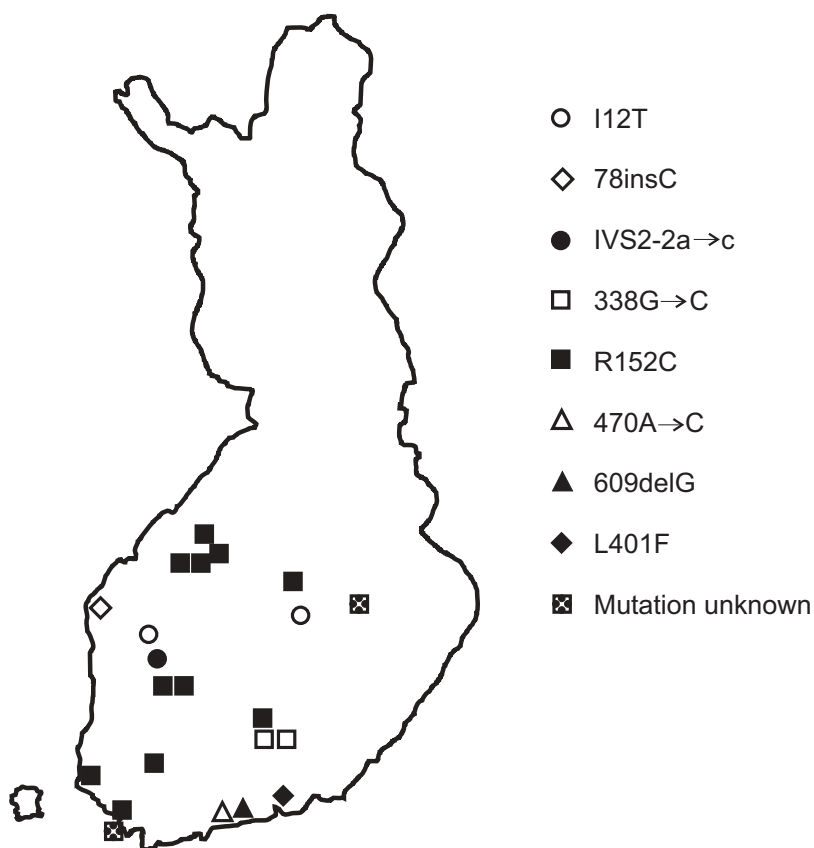 I12T
78insC
IVS2-2a→c
338G→C
R152C
470A→C
609delG
L401F
Mutation unknown